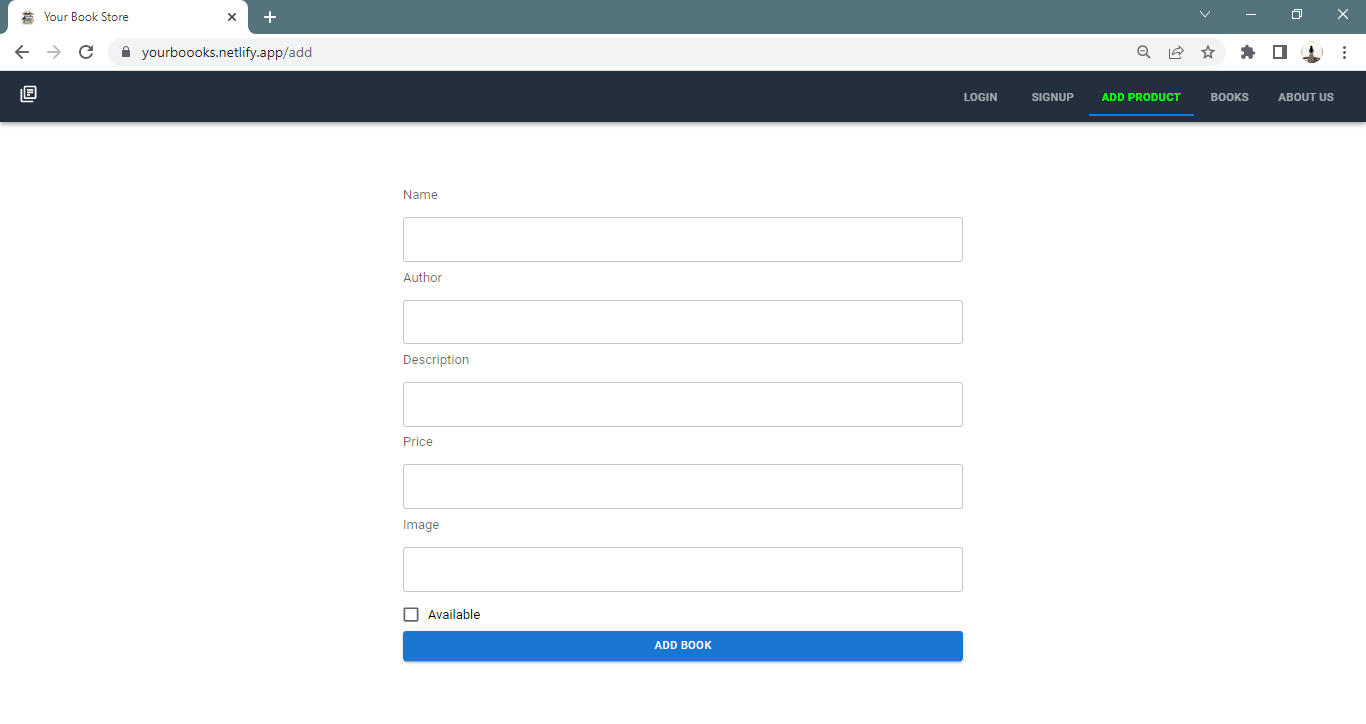 Your Book Store
yourboooks.netlify.app/add
LOGIN SIGNUP ADD PRODUCT BOOKS ABOUT US
Name
Author
Description
Price
Image
Available
ADD BOOK